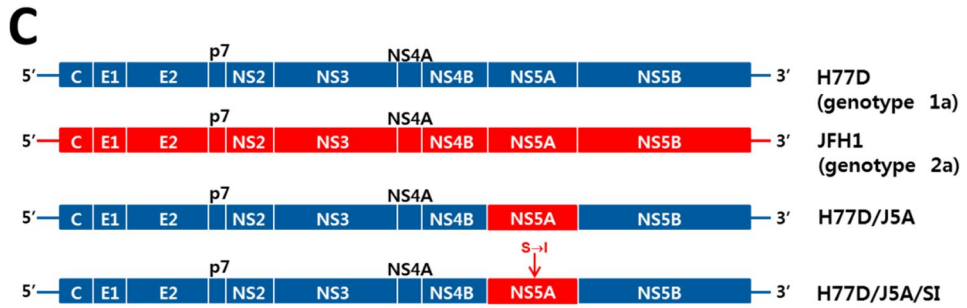 C
p7 NS4A
5′ C E1 E2 NS2 NS3 NS4B NS5A NS5B 3′ H77D
(genotype 1a)
p7 NS4A
5′ C E1 E2 NS2 NS3 NS4B NS5A NS5B 3′ JFH1
(genotype 2a)
p7 NS4A
5′ C E1 E2 NS2 NS3 NS4B NS5A NS5B 3′ H77D/J5A
S→I
p7 NS4A
5′ C E1 E2 NS2 NS3 NS4B NS5A NS5B 3′ H77D/J5A/SI